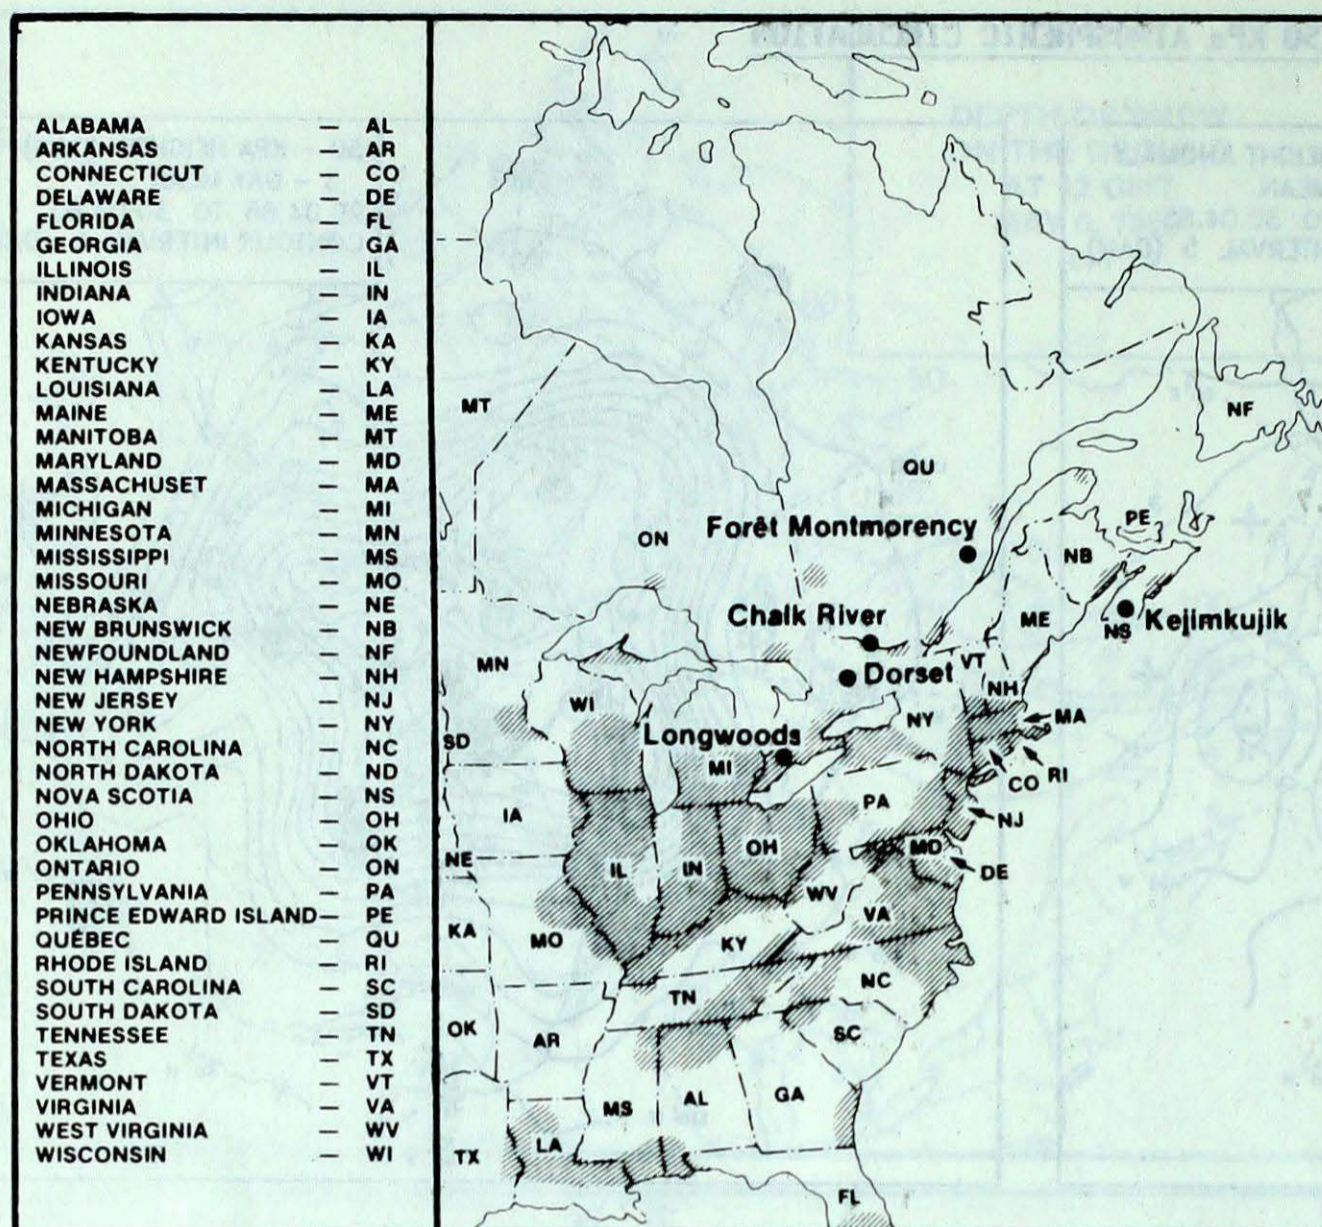 ALABAMA — AL
ARKANSAS — AR
CONNECTICUT — CO
DELAWARE — DE
FLORIDA — FL
GEORGIA — GA
ILLINOIS — IL
INDIANA — IN
IOWA — IA
KANSAS — KA
KENTUCKY — KY
LOUISIANA — LA
MAINE — ME
MANITOBA — MT
MARYLAND — MD
MASSACHUSET — MA
MICHIGAN — MI
MINNESOTA — MN
MISSISSIPPI — MS
MISSOURI — MO
NEBRASKA — NE
NEW BRUNSWICK — NB
NEWFOUNDLAND — NF
NEW HAMPSHIRE — NH
NEW JERSEY — NJ
NEW YORK — NY
NORTH CAROLINA — NC
NORTH DAKOTA — ND
NOVA SCOTIA — NS
OHIO — OH
OKLAHOMA — OK
ONTARIO — ON
PENNSYLVANIA — PA
PRINCE EDWARD ISLAND — PE
QUÉBEC — QU
RHODE ISLAND — RI
SOUTH CAROLINA — SC
SOUTH DAKOTA — SD
TENNESSEE — TN
TEXAS — TX
VERMONT — VT
VIRGINIA — VA
WEST VIRGINIA — WV
WISCONSIN — WI
MT
NF
QU
Forêt Montmorency
PE
ON
NB
Chalk River
ME
NS
Kejimkujik
MN
VT
Dorset
NH
WI
NY
MA
SD
Longwoods
MI
CO
RI
IA
PA
NJ
NE
OH
MD
IL
IN
DE
WV
VA
KA
MO
KY
TN
NC
OK
AR
SC
MS
AL
GA
LA
TX
FL